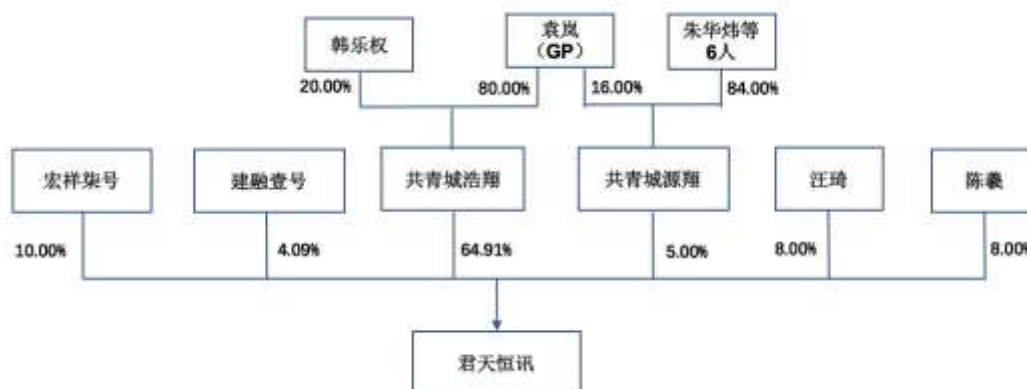 韩乐权
袁岚
（GP）
朱华炜等
6人
20.00%
80.00%
16.00%
84.00%
宏祥柒号
建融壹号
共青城浩翔
共青城源翔
汪琦
陈羲
10.00%
4.09%
64.91%
5.00%
8.00%
8.00%
君天恒讯